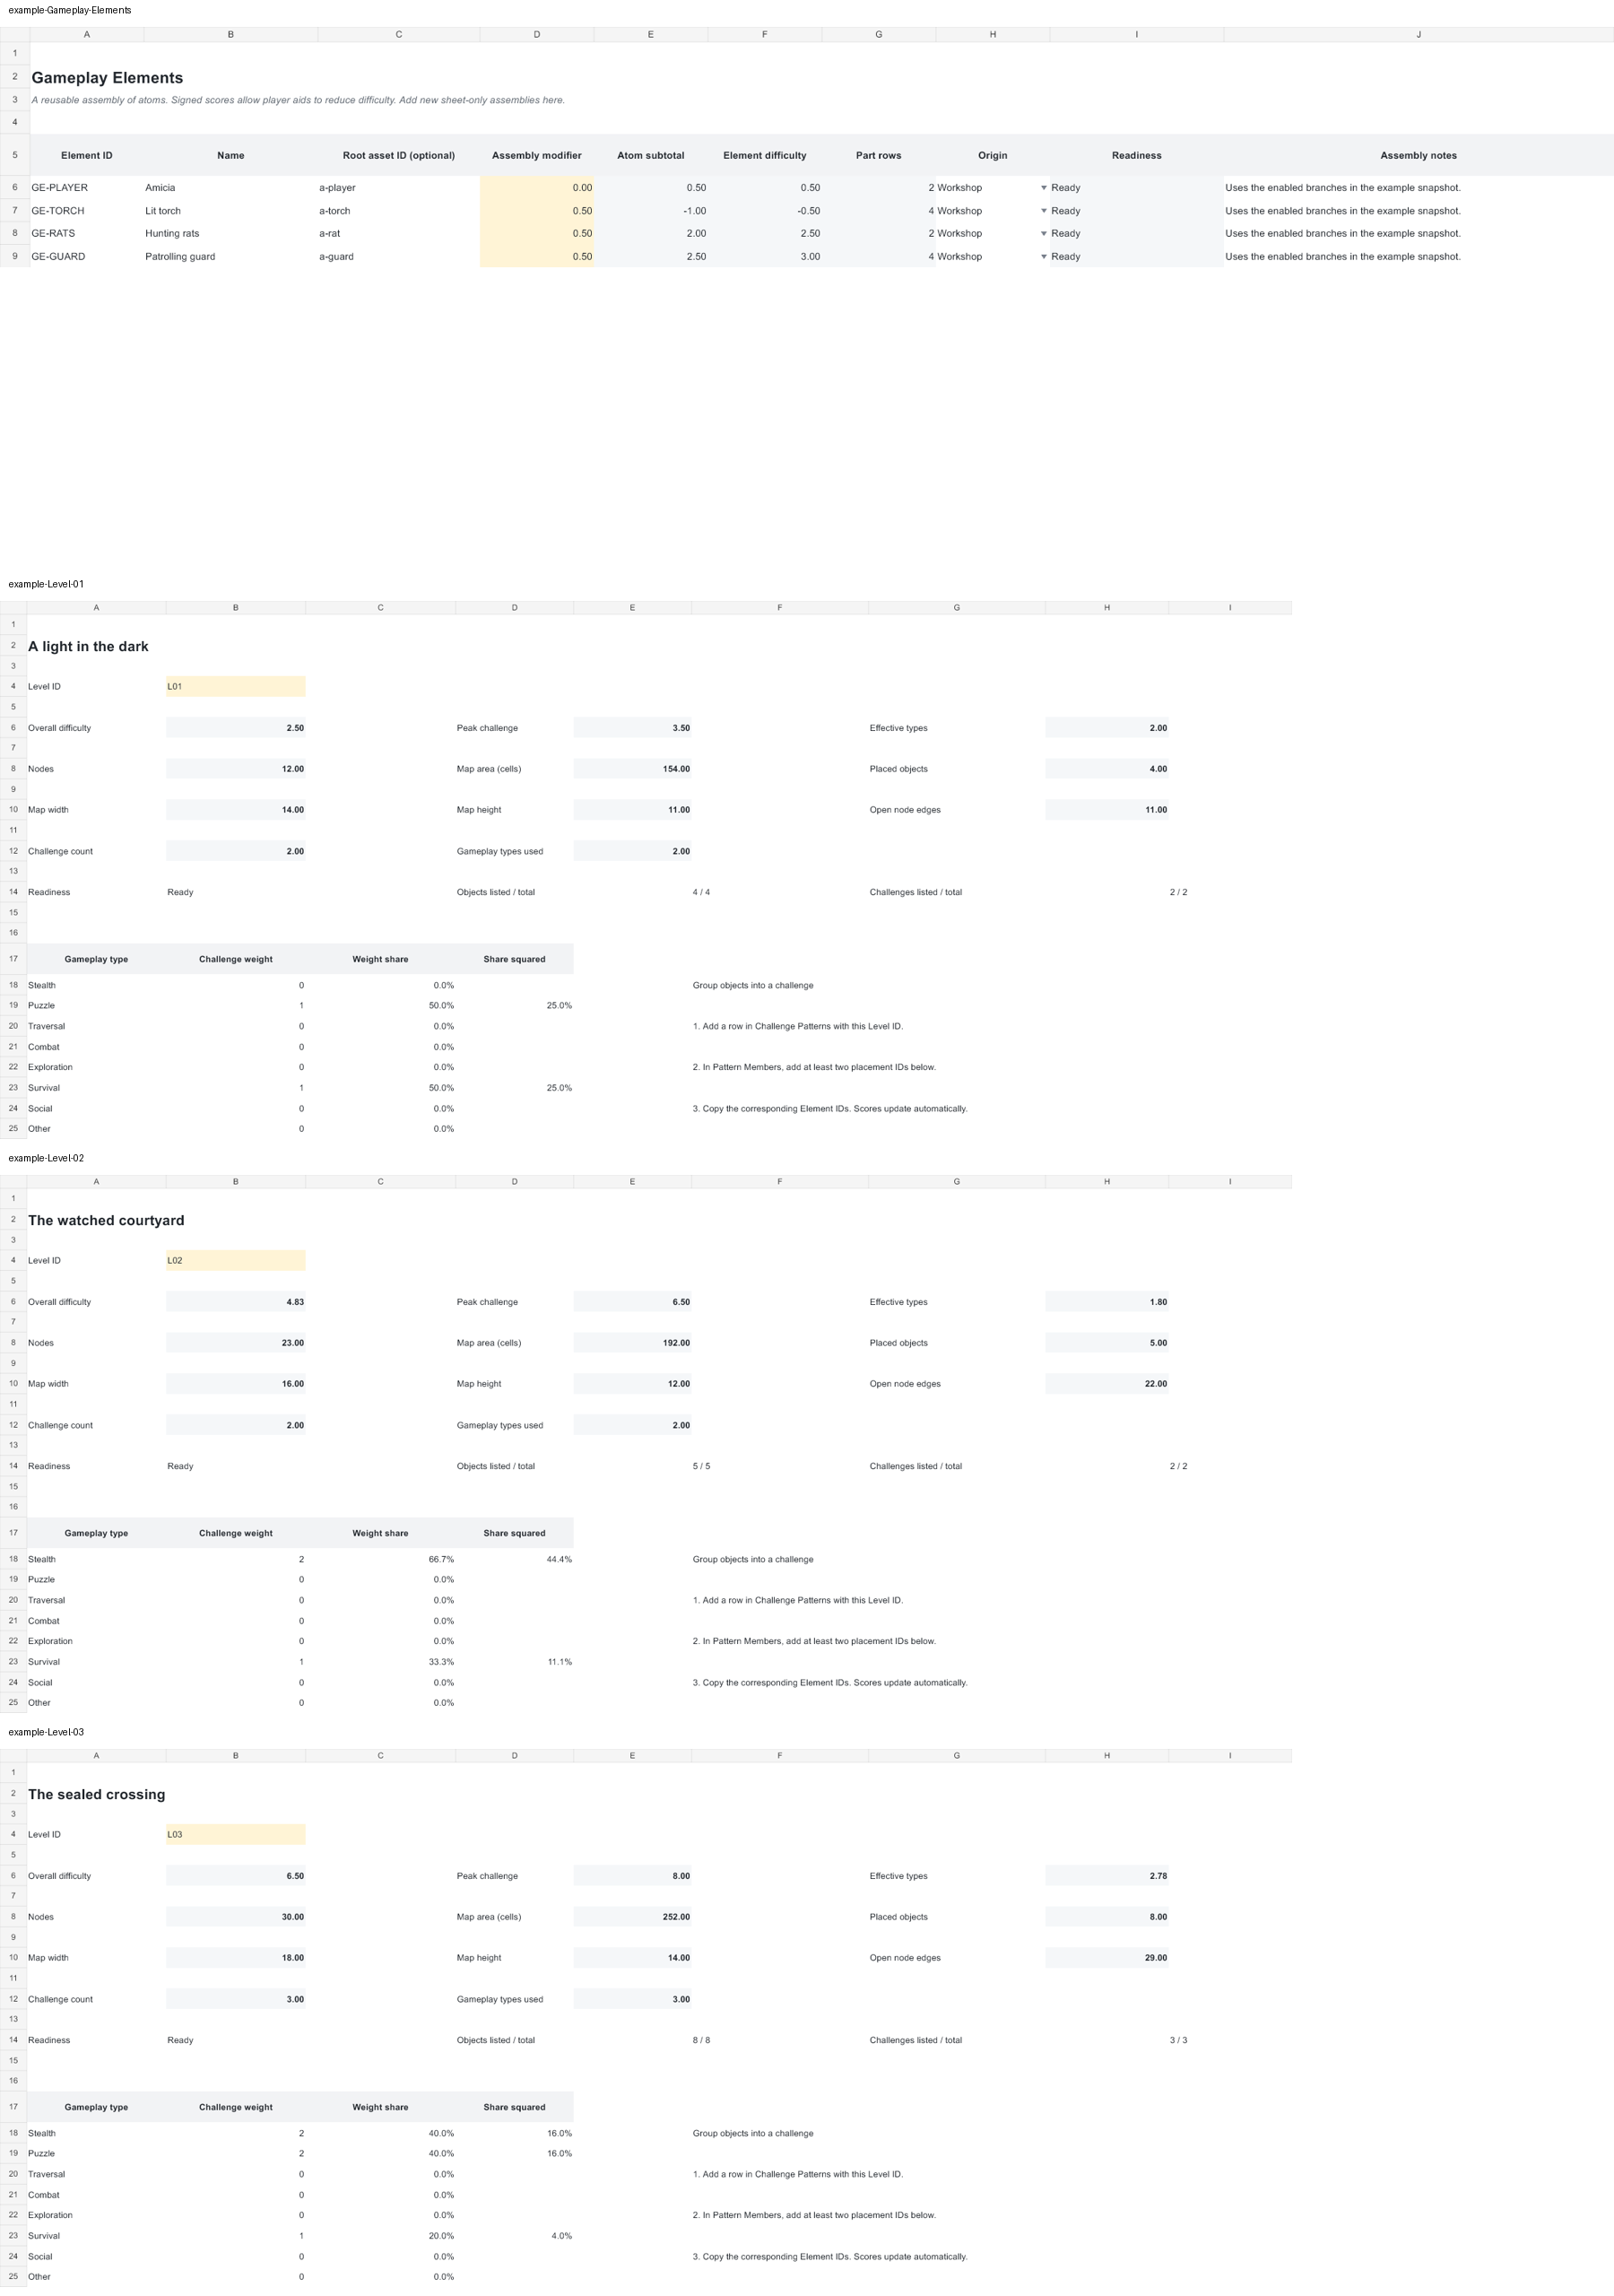 example-Gameplay-Elements
A B C D E F G H I J
1
2 Gameplay Elements
3 A reusable assembly of atoms. Signed scores allow player aids to reduce difficulty. Add new sheet-only assemblies here.
4
5 Element ID Name Root asset ID (optional) Assembly modifier Atom subtotal Element difficulty Part rows Origin Readiness Assembly notes
6 GE-PLAYER Amicia a-player 0.00 0.50 0.50 2 Workshop Ready Uses the enabled branches in the example snapshot.
7 GE-TORCH Lit torch a-torch 0.50 -1.00 -0.50 4 Workshop Ready Uses the enabled branches in the example snapshot.
8 GE-RATS Hunting rats a-rat 0.50 2.00 2.50 2 Workshop Ready Uses the enabled branches in the example snapshot.
9 GE-GUARD Patrolling guard a-guard 0.50 2.50 3.00 4 Workshop Ready Uses the enabled branches in the example snapshot.
example-Level-01
A B C D E F G H I
1
2 A light in the dark
3
4 Level ID L01
5
6 Overall difficulty 2.50 Peak challenge 3.50 Effective types 2.00
7
8 Nodes 12.00 Map area (cells) 154.00 Placed objects 4.00
9
10 Map width 14.00 Map height 11.00 Open node edges 11.00
11
12 Challenge count 2.00 Gameplay types used 2.00
13
14 Readiness Ready Objects listed / total 4 / 4 Challenges listed / total 2 / 2
15
16
17 Gameplay type Challenge weight Weight share Share squared
18 Stealth 0 0.0% Group objects into a challenge
19 Puzzle 1 50.0% 25.0%
20 Traversal 0 0.0% 1. Add a row in Challenge Patterns with this Level ID.
21 Combat 0 0.0%
22 Exploration 0 0.0% 2. In Pattern Members, add at least two placement IDs below.
23 Survival 1 50.0% 25.0%
24 Social 0 0.0% 3. Copy the corresponding Element IDs. Scores update automatically.
25 Other 0 0.0%
example-Level-02
A B C D E F G H I
1
2 The watched courtyard
3
4 Level ID L02
5
6 Overall difficulty 4.83 Peak challenge 6.50 Effective types 1.80
7
8 Nodes 23.00 Map area (cells) 192.00 Placed objects 5.00
9
10 Map width 16.00 Map height 12.00 Open node edges 22.00
11
12 Challenge count 2.00 Gameplay types used 2.00
13
14 Readiness Ready Objects listed / total 5 / 5 Challenges listed / total 2 / 2
15
16
17 Gameplay type Challenge weight Weight share Share squared
18 Stealth 2 66.7% 44.4% Group objects into a challenge
19 Puzzle 0 0.0%
20 Traversal 0 0.0% 1. Add a row in Challenge Patterns with this Level ID.
21 Combat 0 0.0%
22 Exploration 0 0.0% 2. In Pattern Members, add at least two placement IDs below.
23 Survival 1 33.3% 11.1%
24 Social 0 0.0% 3. Copy the corresponding Element IDs. Scores update automatically.
25 Other 0 0.0%
example-Level-03
A B C D E F G H I
1
2 The sealed crossing
3
4 Level ID L03
5
6 Overall difficulty 6.50 Peak challenge 8.00 Effective types 2.78
7
8 Nodes 30.00 Map area (cells) 252.00 Placed objects 8.00
9
10 Map width 18.00 Map height 14.00 Open node edges 29.00
11
12 Challenge count 3.00 Gameplay types used 3.00
13
14 Readiness Ready Objects listed / total 8 / 8 Challenges listed / total 3 / 3
15
16
17 Gameplay type Challenge weight Weight share Share squared
18 Stealth 2 40.0% 16.0% Group objects into a challenge
19 Puzzle 2 40.0% 16.0%
20 Traversal 0 0.0% 1. Add a row in Challenge Patterns with this Level ID.
21 Combat 0 0.0%
22 Exploration 0 0.0% 2. In Pattern Members, add at least two placement IDs below.
23 Survival 1 20.0% 4.0%
24 Social 0 0.0% 3. Copy the corresponding Element IDs. Scores update automatically.
25 Other 0 0.0%